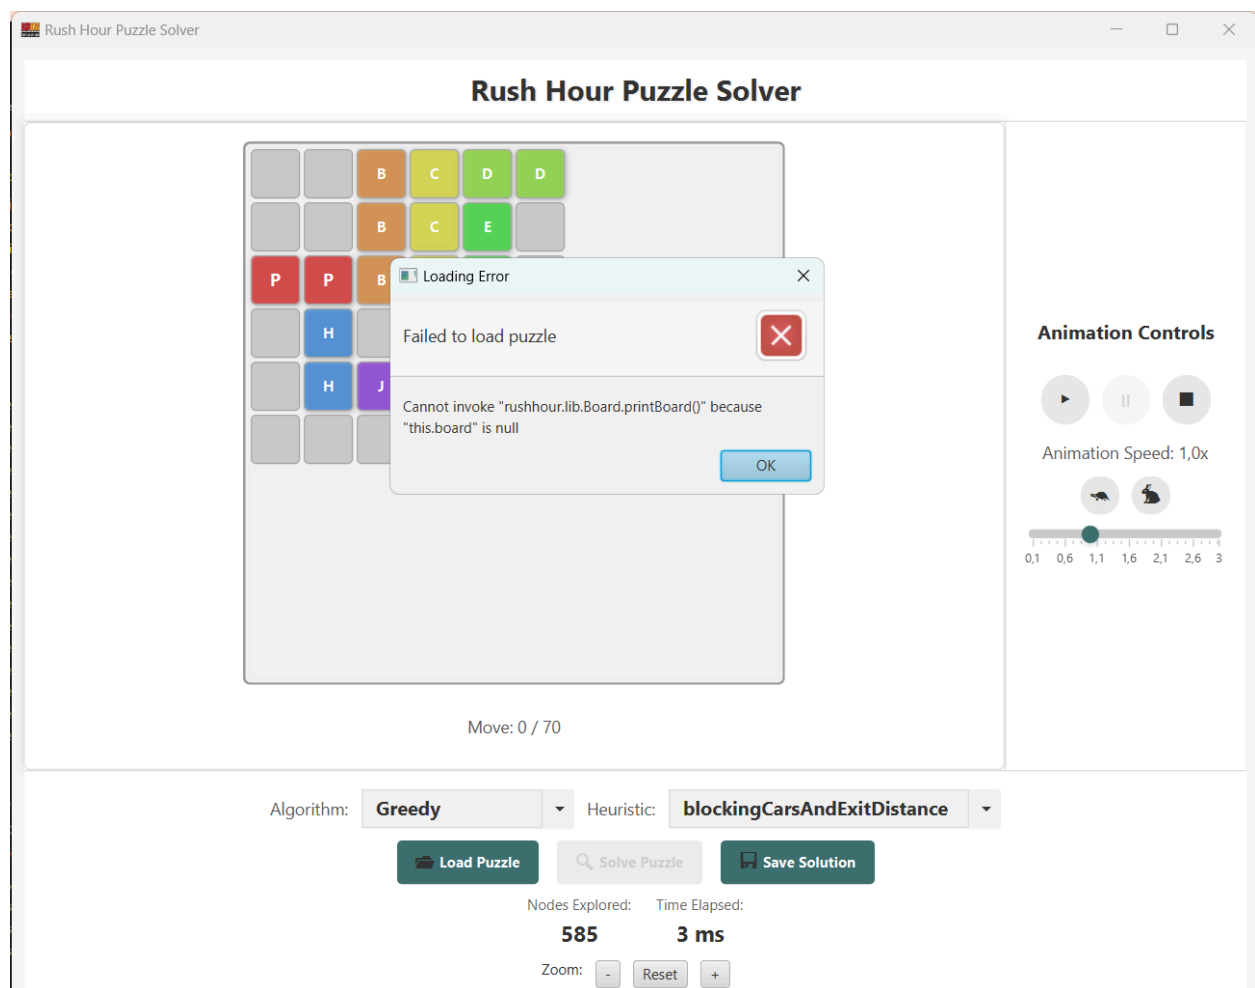 Rush Hour Puzzle Solver
Rush Hour Puzzle Solver
B C D D
B C E
P P B
H
H J
Loading Error
Failed to load puzzle
Cannot invoke "rushhour.lib.Board.printBoard()" because
"this.board" is null
OK
Move: 0 / 70
Animation Controls
Animation Speed: 1,0x
0,1 0,6 1,1 1,6 2,1 2,6 3
Algorithm: Greedy Heuristic: blockingCarsAndExitDistance
Load Puzzle Solve Puzzle Save Solution
Nodes Explored: Time Elapsed:
585 3 ms
Zoom: - Reset +